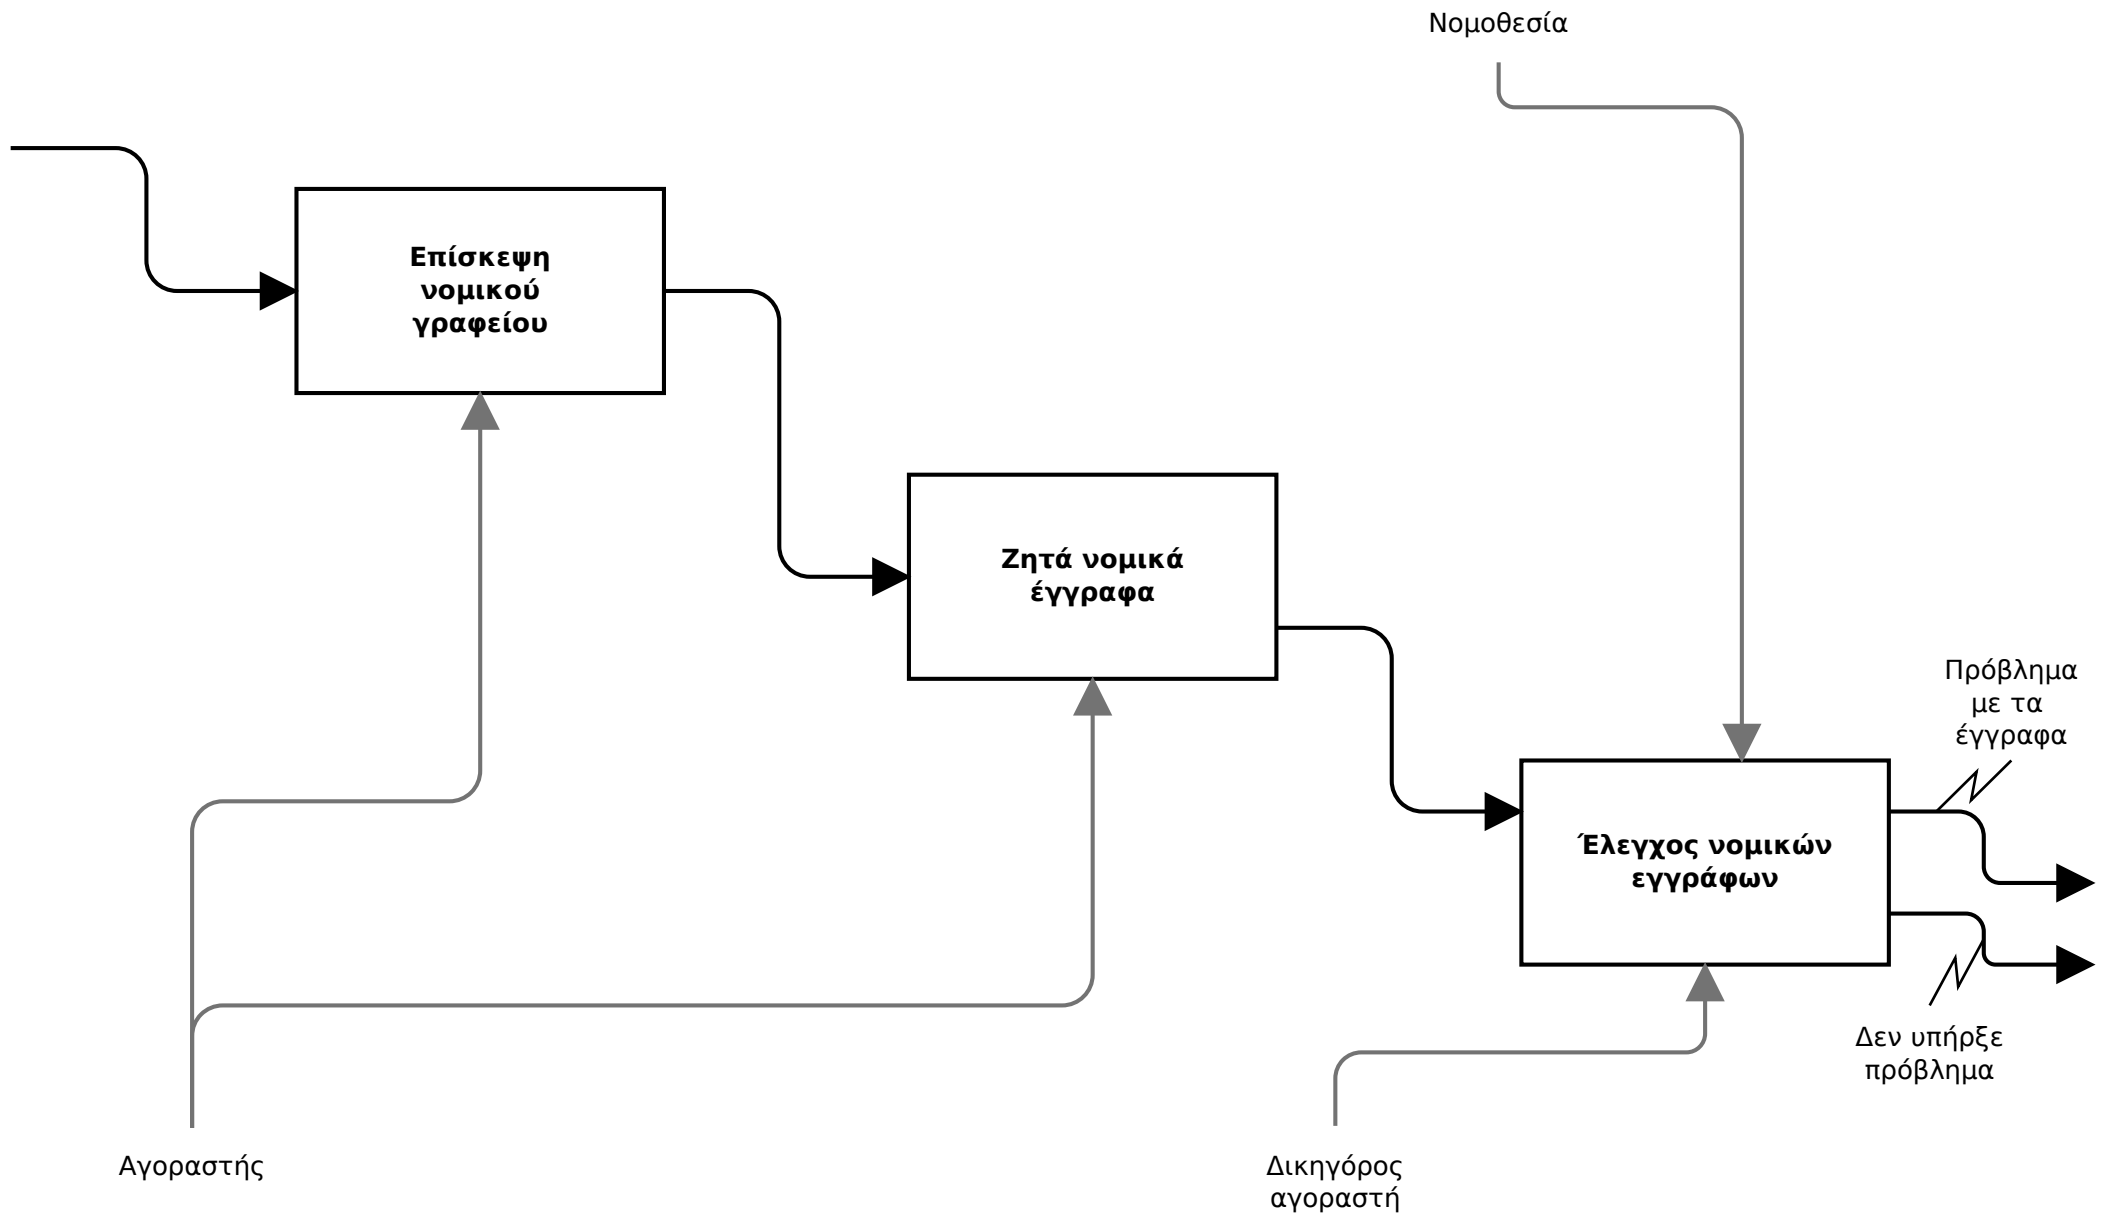 Νομοθεσία
Επίσκεψη
νομικού
γραφείου
Ζητά νομικά
έγγραφα
Πρόβλημα
με τα
έγγραφα
Έλεγχος νομικών
εγγράφων
Δεν υπήρξε
πρόβλημα
Αγοραστής
Δικηγόρος
αγοραστή